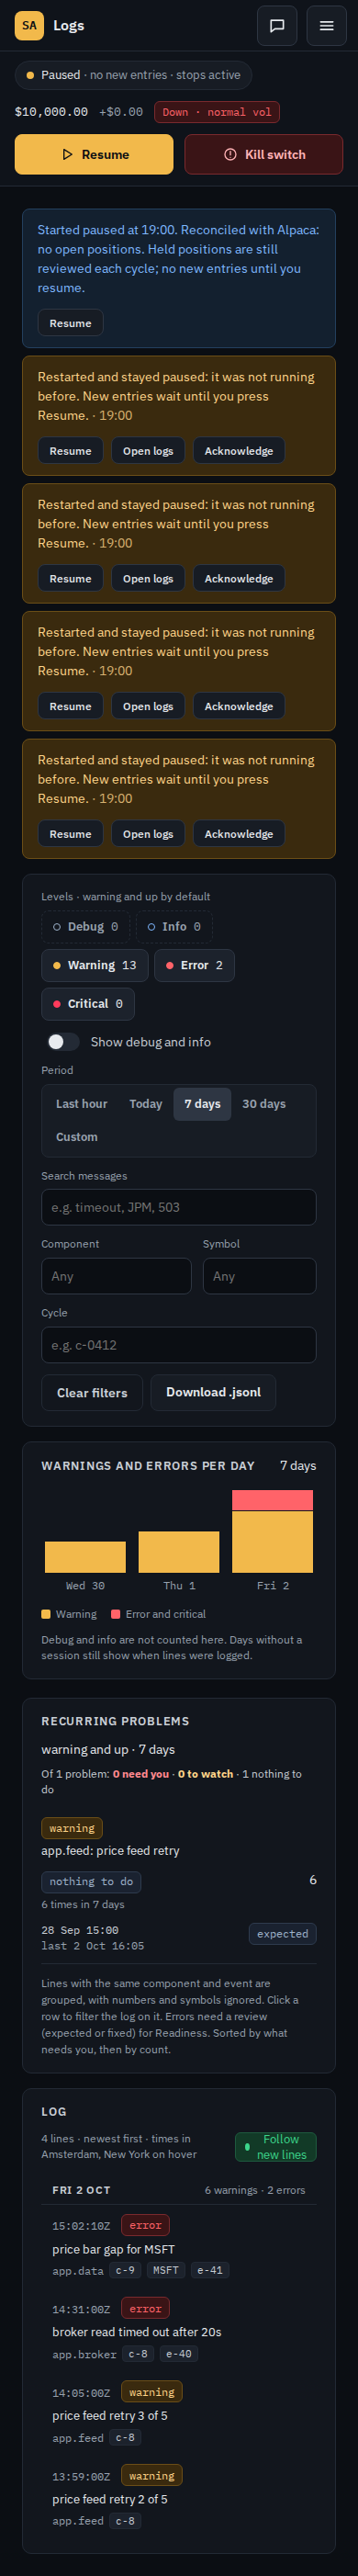 SA Logs
Paused · no new entries · stops active
$10,000.00 +$0.00 Down · normal vol
Resume Kill switch
Started paused at 19:00. Reconciled with Alpaca:
no open positions. Held positions are still
reviewed each cycle; no new entries until you
resume.
Resume
Restarted and stayed paused: it was not running
before. New entries wait until you press
Resume. · 19:00
Resume Open logs Acknowledge
Restarted and stayed paused: it was not running
before. New entries wait until you press
Resume. · 19:00
Resume Open logs Acknowledge
Restarted and stayed paused: it was not running
before. New entries wait until you press
Resume. · 19:00
Resume Open logs Acknowledge
Restarted and stayed paused: it was not running
before. New entries wait until you press
Resume. · 19:00
Resume Open logs Acknowledge
Levels · warning and up by default
Debug 0 Info 0
Warning 13 Error 2
Critical 0
Show debug and info
Period
Last hour Today 7 days 30 days
Custom
Search messages
e.g. timeout, JPM, 503
Component Symbol
Any Any
Cycle
e.g. c-0412
Clear filters Download .jsonl
WARNINGS AND ERRORS PER DAY 7 days
Wed 30 Thu 1 Fri 2
Warning Error and critical
Debug and info are not counted here. Days without a
session still show when lines were logged.
RECURRING PROBLEMS
warning and up · 7 days
Of 1 problem: 0 need you · 0 to watch · 1 nothing to
do
warning
app.feed: price feed retry
nothing to do 6
6 times in 7 days
28 Sep 15:00 expected
last 2 Oct 16:05
Lines with the same component and event are
grouped, with numbers and symbols ignored. Click a
row to filter the log on it. Errors need a review
(expected or fixed) for Readiness. Sorted by what
needs you, then by count.
LOG
4 lines · newest first · times in
Amsterdam, New York on hover
Follow
new lines
FRI 2 OCT 6 warnings · 2 errors
15:02:10Z error
price bar gap for MSFT
app.data c-9 MSFT e-41
14:31:00Z error
broker read timed out after 20s
app.broker c-8 e-40
14:05:00Z warning
price feed retry 3 of 5
app.feed c-8
13:59:00Z warning
price feed retry 2 of 5
app.feed c-8